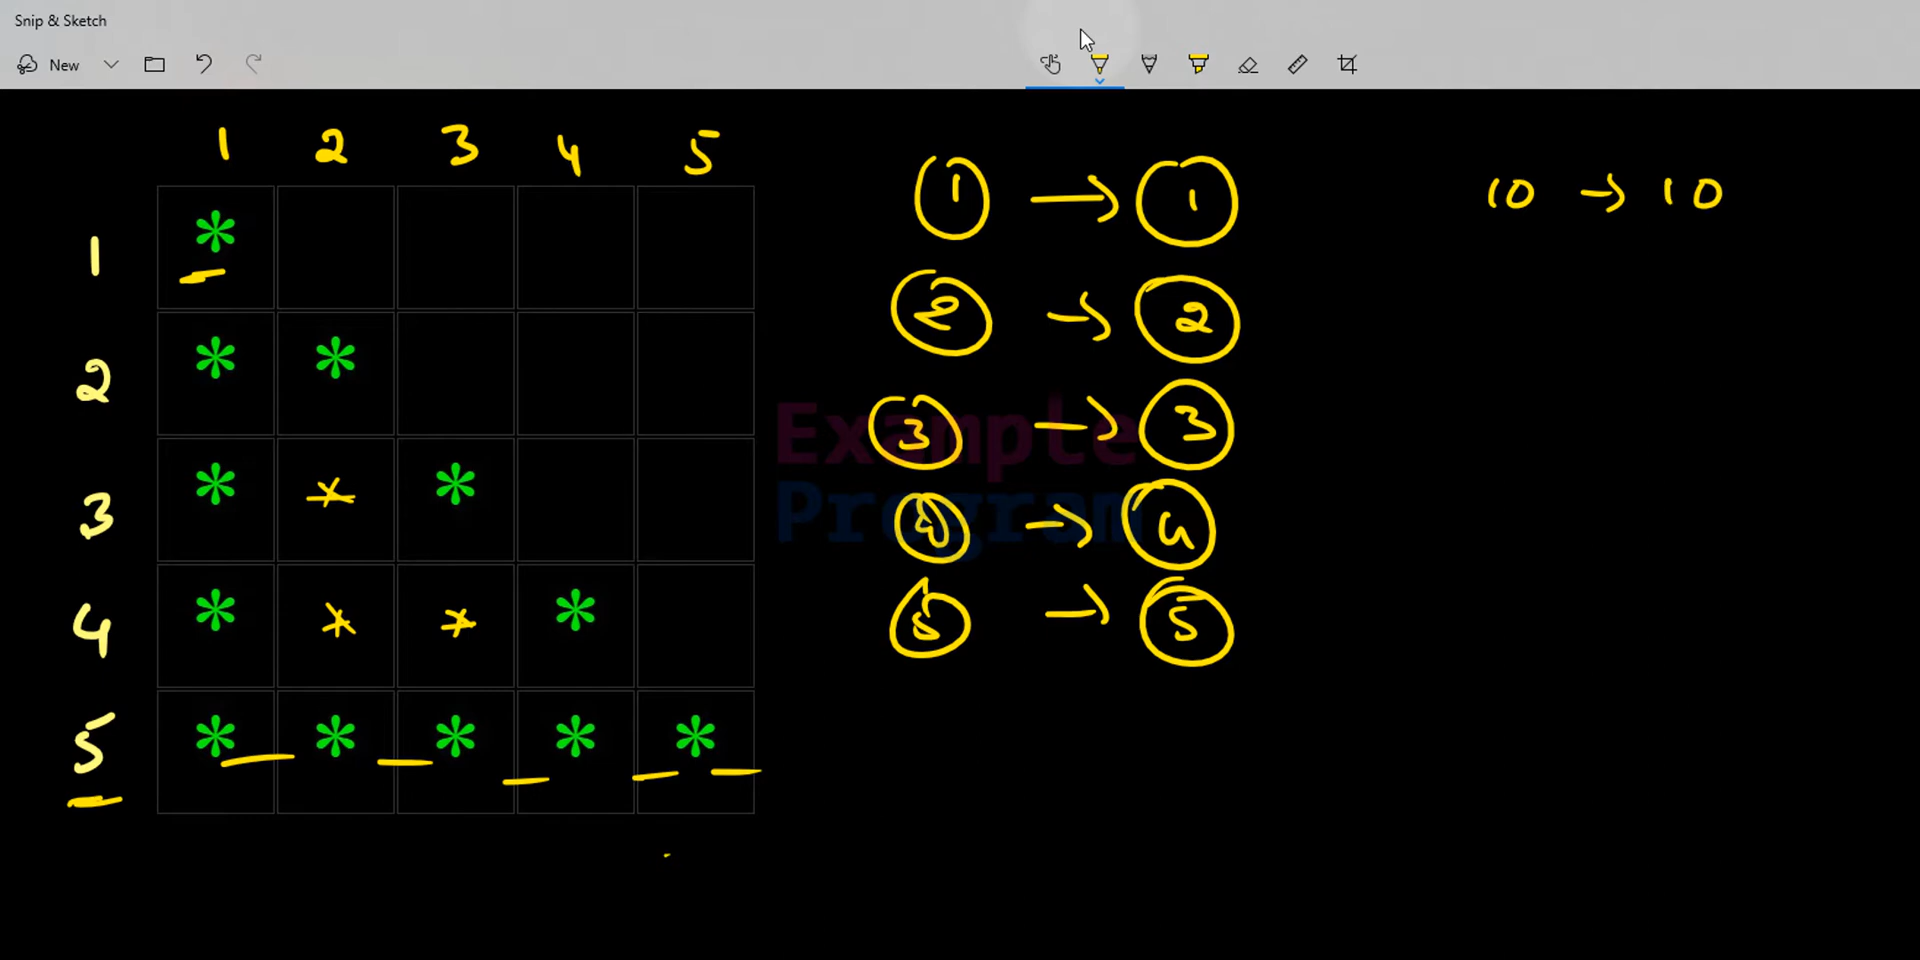 Snip & Sketch
New
1 2 3 4 5
1 *
2 * *
3 * * *
4 * * * *
5 * * * * *
1 → 1
2 → 2
3 → 3
4 → 4
5 → 5
10 → 10
Example
Program